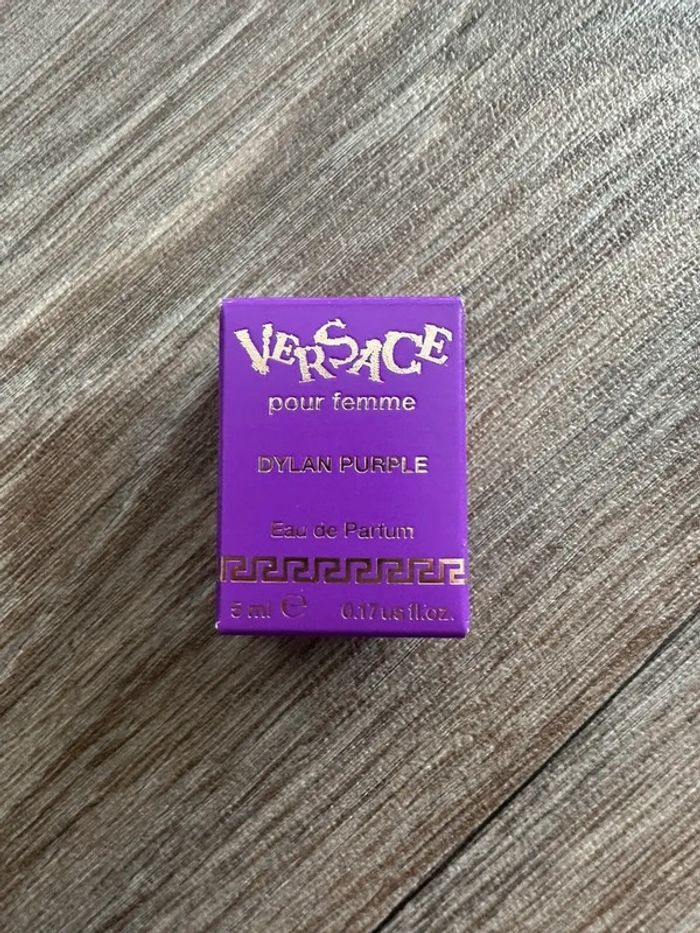 VERSACE
pour femme
DYLAN PURPLE
Eau de Parfum
5 ml e 0.17 us fl.oz.